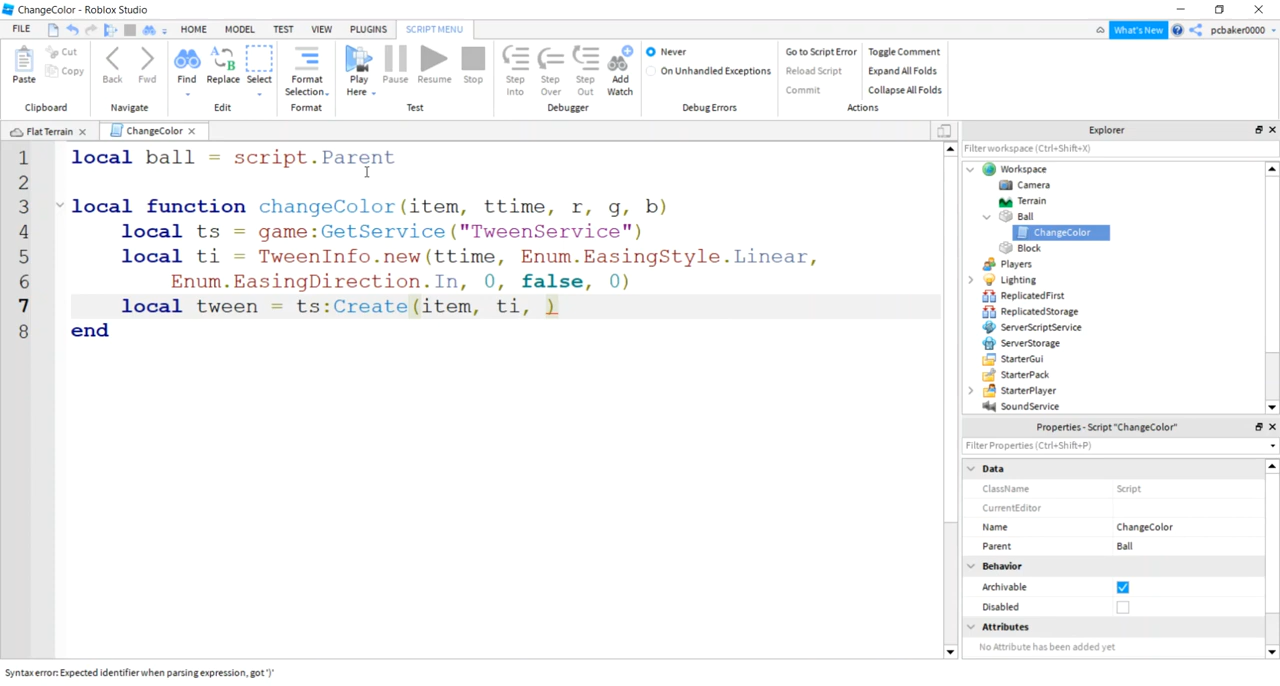 ChangeColor - Roblox Studio
FILE HOME MODEL TEST VIEW PLUGINS SCRIPT MENU What's New pcbaker0000
Paste Cut Copy Back Fwd Find Replace Select Format Selection Play Here Pause Resume Stop Step Into Step Over Step Out Add Watch Never On Unhandled Exceptions Go to Script Error Reload Script Commit Toggle Comment Expand All Folds Collapse All Folds
Clipboard Navigate Edit Format Test Debugger Debug Errors Actions
Flat Terrain ChangeColor
1 local ball = script.Parent
2
3 local function changeColor(item, ttime, r, g, b)
4 local ts = game:GetService("TweenService")
5 local ti = TweenInfo.new(ttime, Enum.EasingStyle.Linear,
6 Enum.EasingDirection.In, 0, false, 0)
7 local tween = ts:Create(item, ti, )
8 end
Explorer
Filter workspace (Ctrl+Shift+X)
Workspace
Camera
Terrain
Ball
ChangeColor
Block
Players
Lighting
ReplicatedFirst
ReplicatedStorage
ServerScriptService
ServerStorage
StarterGui
StarterPack
StarterPlayer
SoundService
Properties - Script "ChangeColor"
Filter Properties (Ctrl+Shift+P)
Data
ClassName Script
CurrentEditor
Name ChangeColor
Parent Ball
Behavior
Archivable
Disabled
Attributes
No Attribute has been added yet
Syntax error: Expected identifier when parsing expression, got ')'